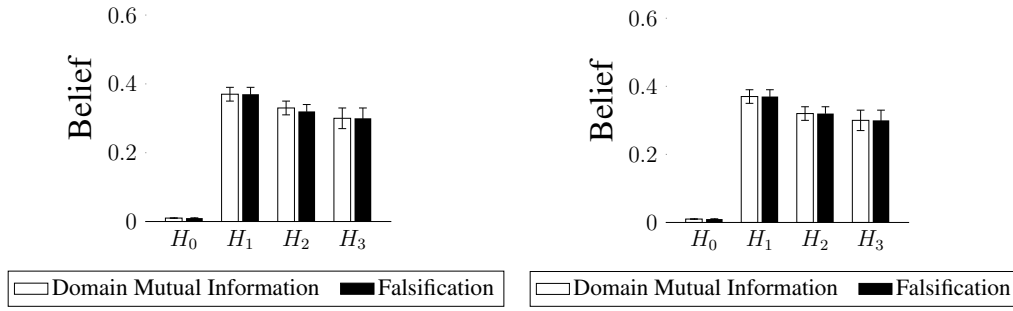 0.6
0.4
0.2
0
Belief
H₀ H₁ H₂ H₃
Domain Mutual Information Falsification
0.6
0.4
0.2
0
Belief
H₀ H₁ H₂ H₃
Domain Mutual Information Falsification